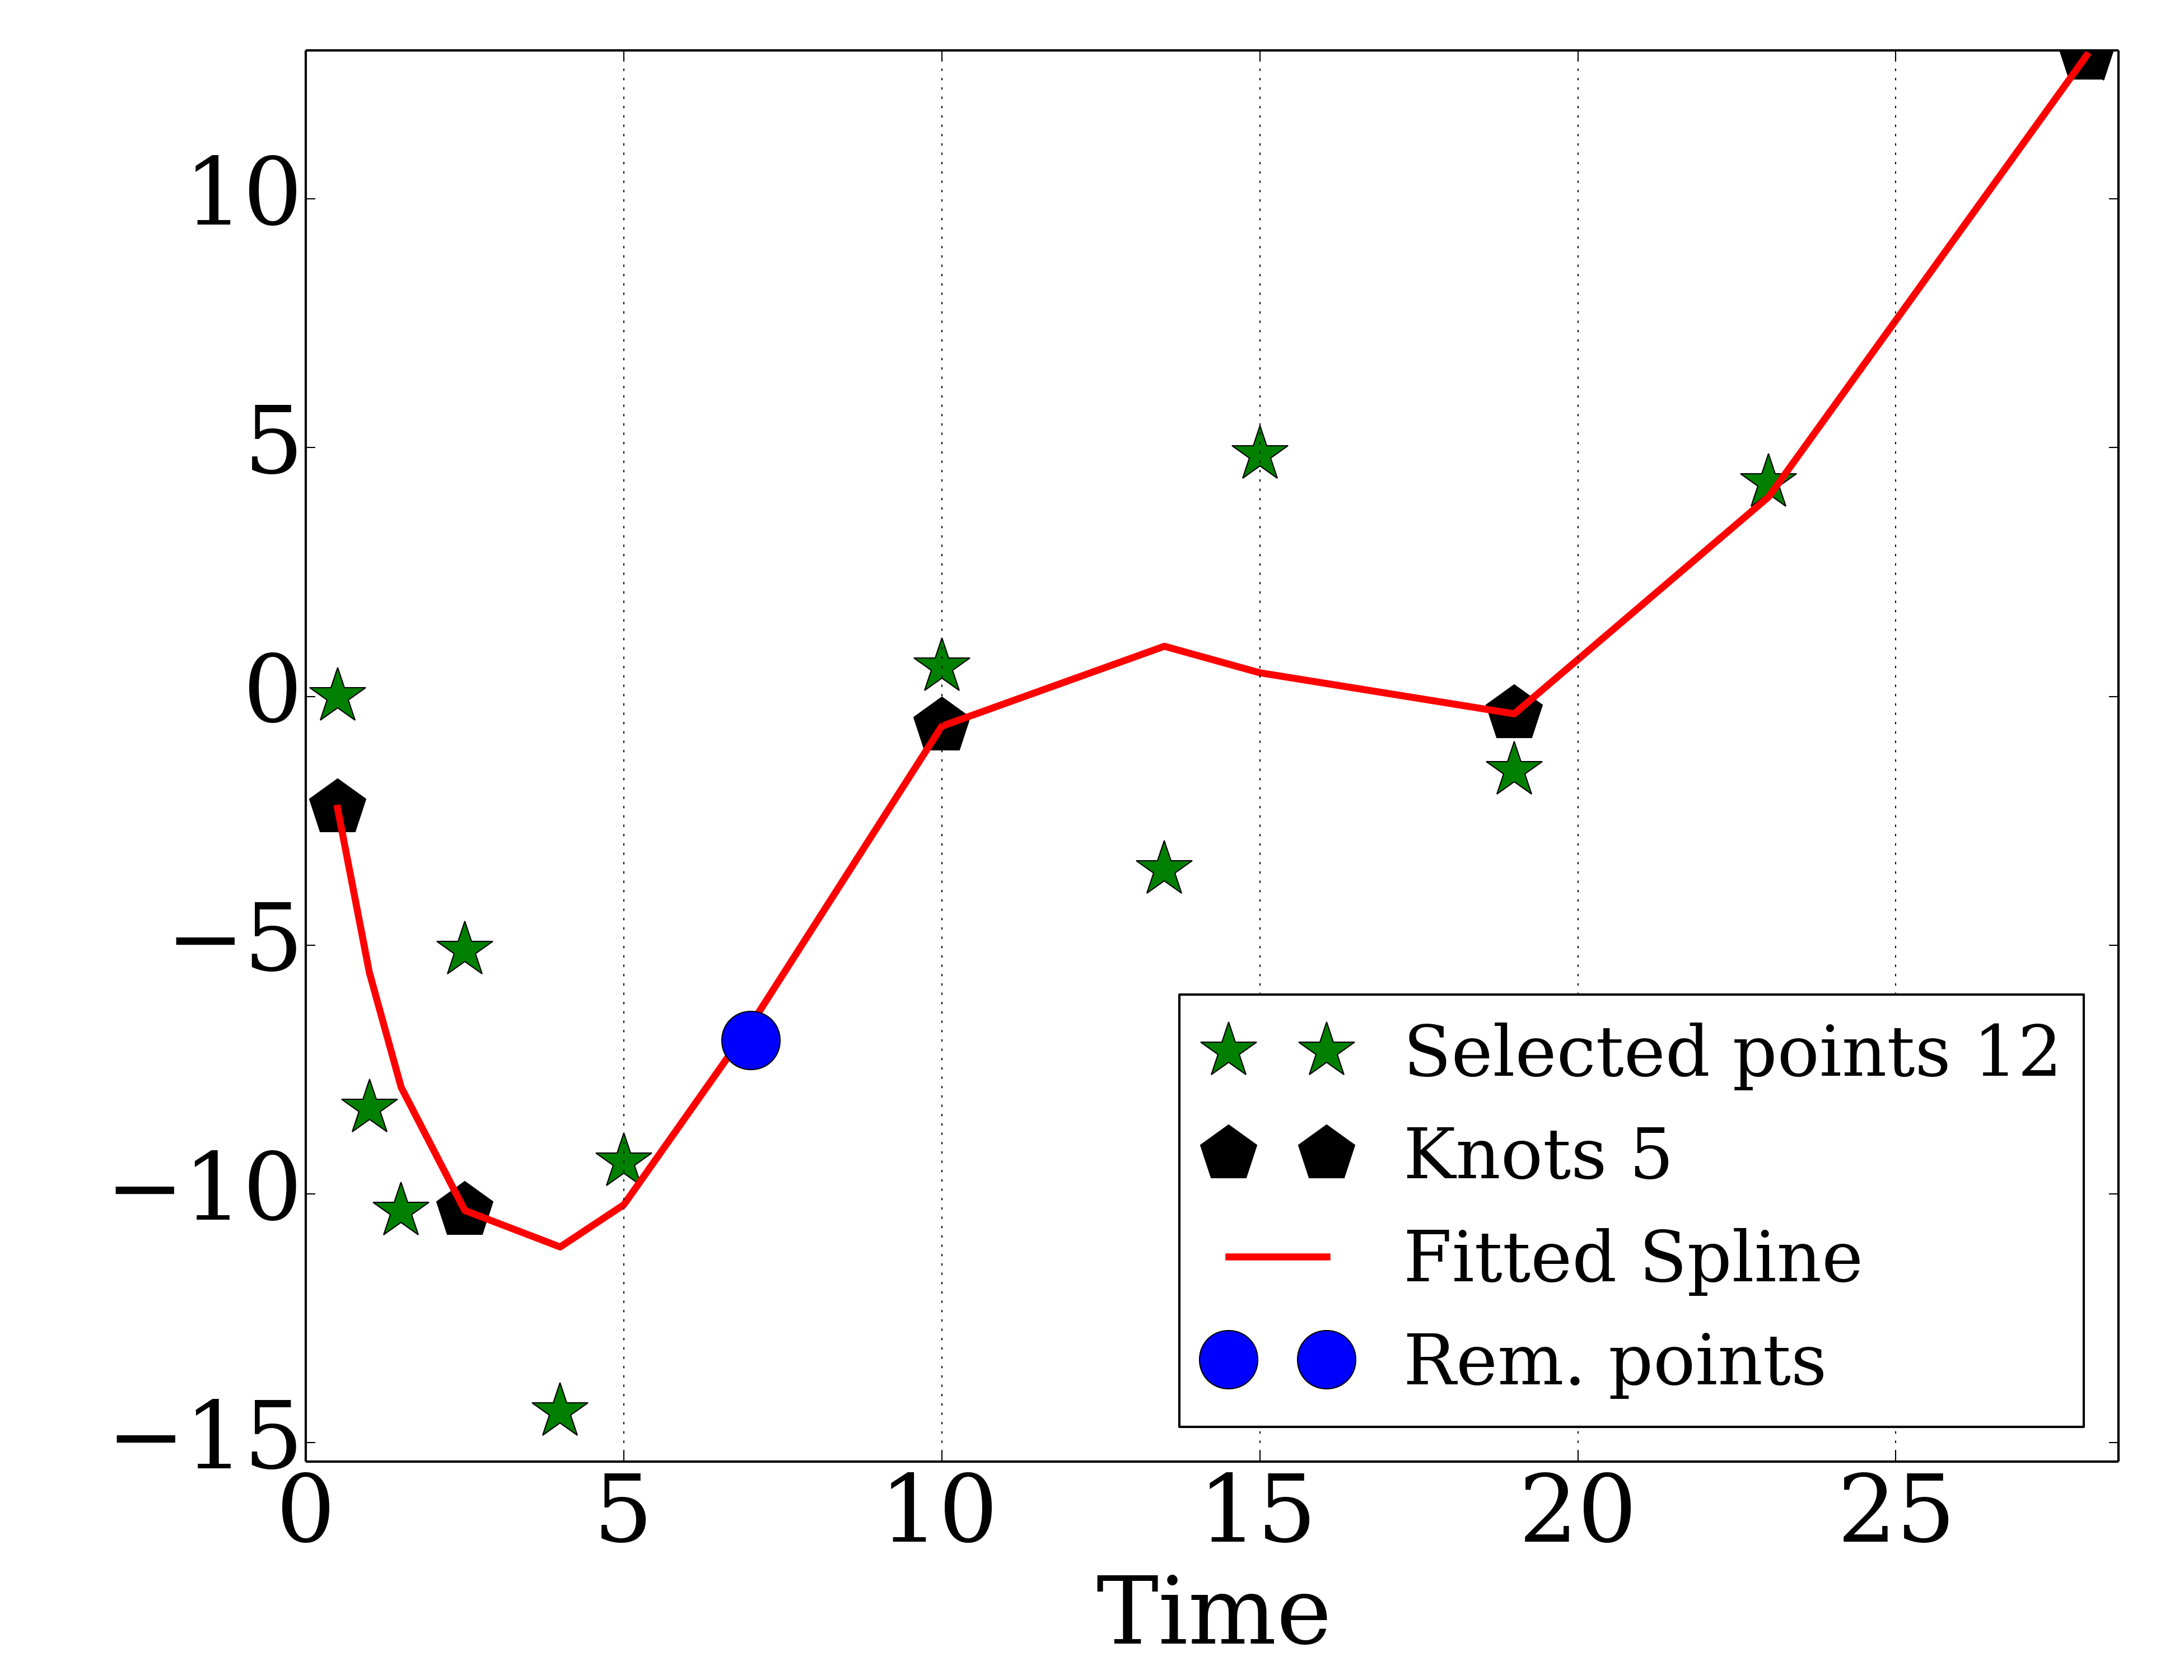 10
5
0
−5
−10
−15
0 5 10 15 20 25
Time
Selected points 12
Knots 5
Fitted Spline
Rem. points